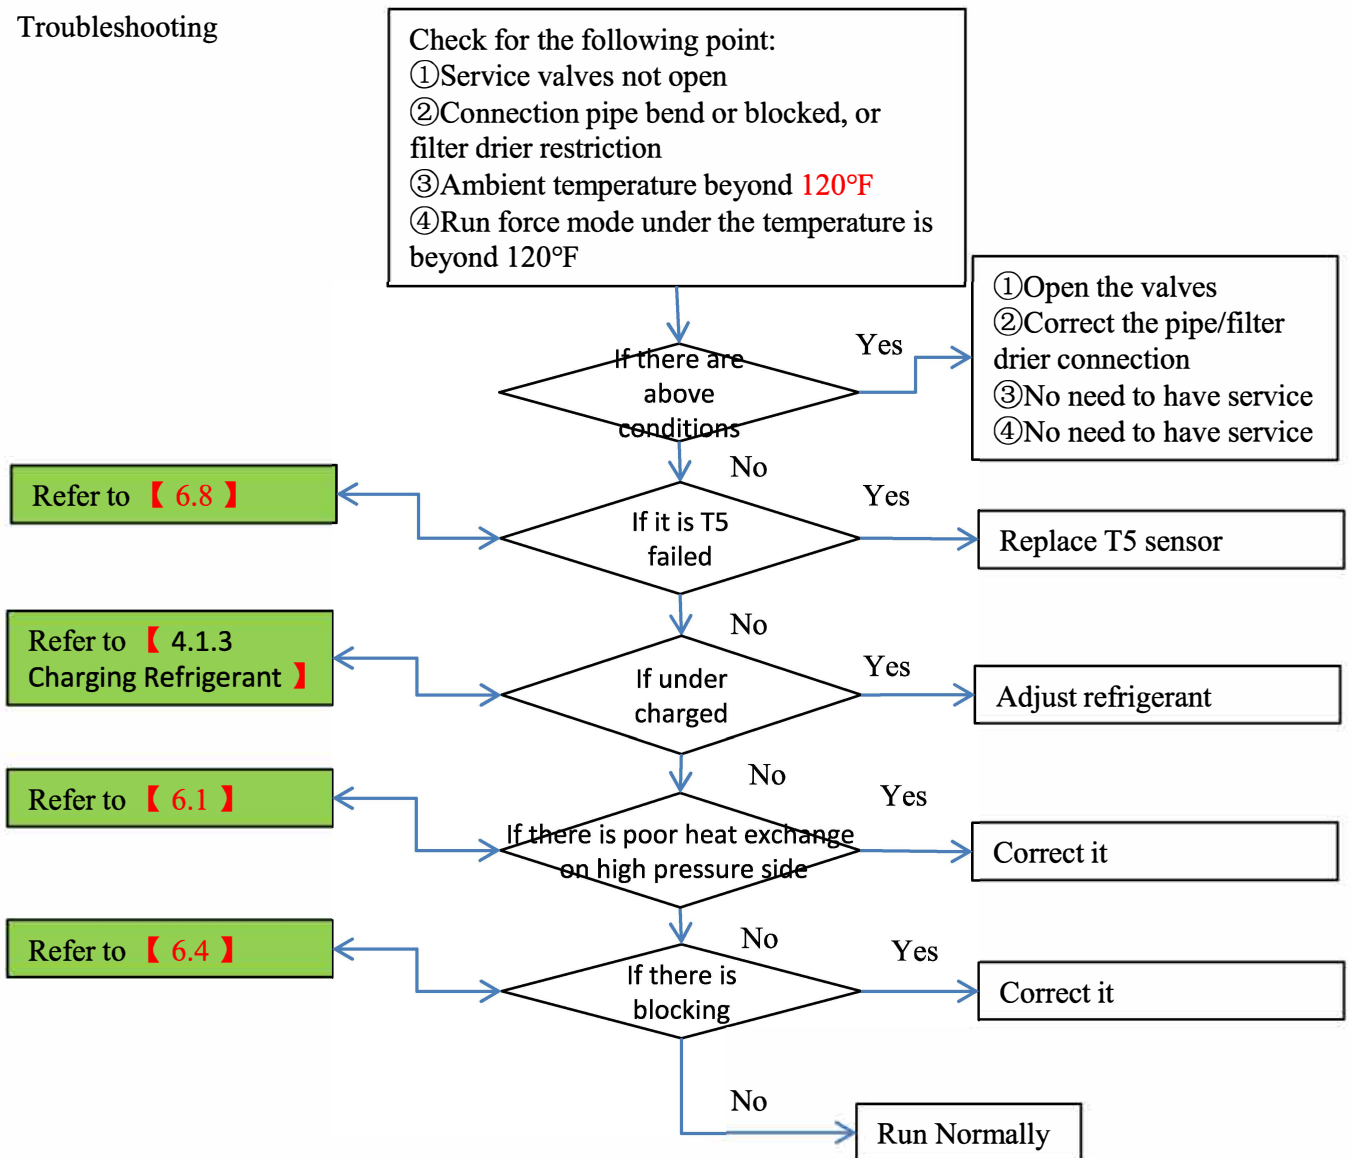 Troubleshooting
Check for the following point:
①Service valves not open
②Connection pipe bend or blocked, or
filter drier restriction
③Ambient temperature beyond 120°F
④Run force mode under the temperature is
beyond 120°F
If there are
above
conditions
Yes
①Open the valves
②Correct the pipe/filter
drier connection
③No need to have service
④No need to have service
No
Refer to 【 6.8 】
If it is T5
failed
Yes
Replace T5 sensor
No
Refer to 【 4.1.3
Charging Refrigerant 】
If under
charged
Yes
Adjust refrigerant
No
Refer to 【 6.1 】
If there is poor heat exchange
on high pressure side
Yes
Correct it
No
Refer to 【 6.4 】
If there is
blocking
Yes
Correct it
No
Run Normally